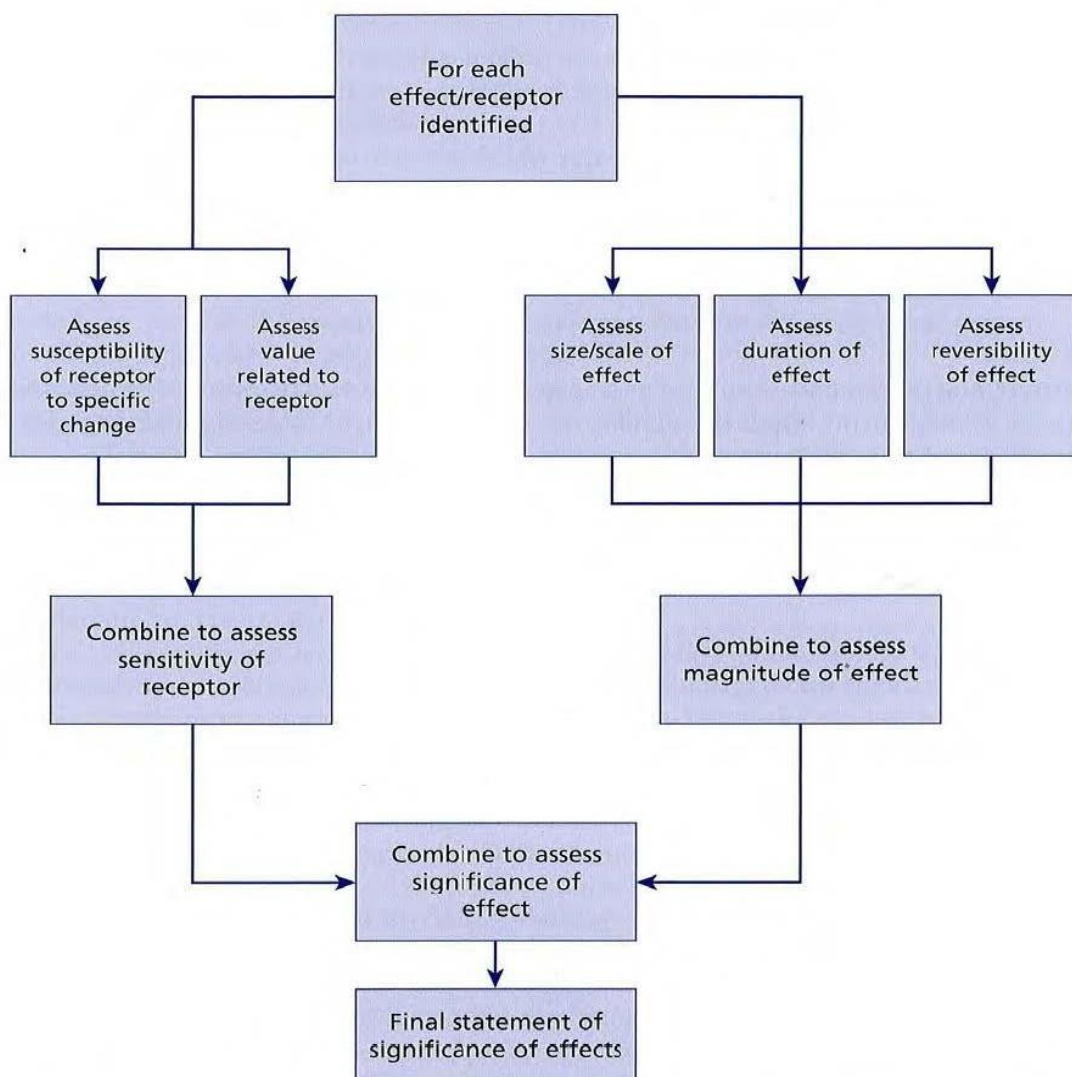 For each
effect/receptor
identified
Assess
susceptibility
of receptor
to specific
change
Assess
value
related to
receptor
Assess
size/scale of
effect
Assess
duration of
effect
Assess
reversibility
of effect
Combine to assess
sensitivity of
receptor
Combine to assess
magnitude of effect
Combine to assess
significance of
effect
Final statement of
significance of effects